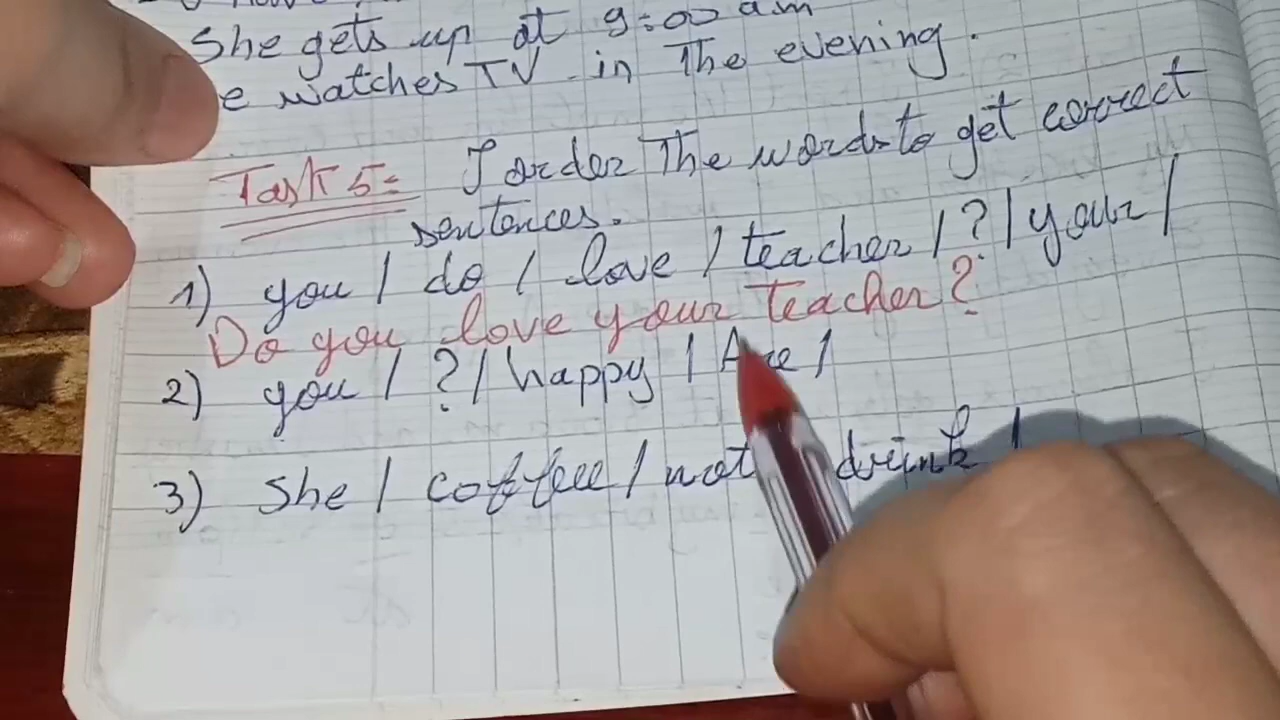 She gets up at 9:00 am
e watches TV in The evening.
Task 5: I order The words to get correct
sentences.
1) you / do / love / teacher / ? / your /
Do you love your teacher?
2) you / ? / happy / Are /
3) she / coffee / not drink /